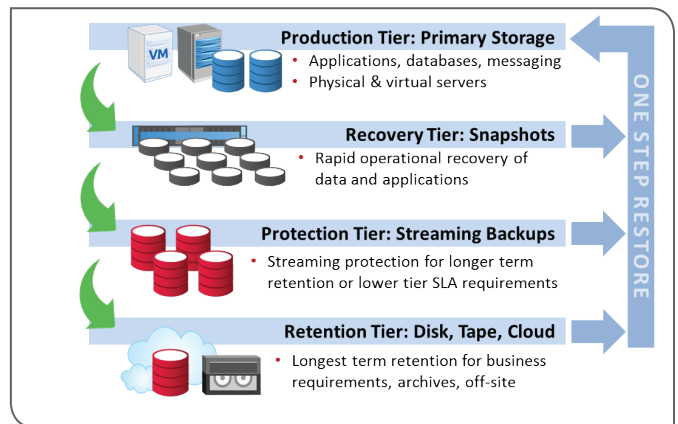 Production Tier: Primary Storage
VM
• Applications, databases, messaging
• Physical & virtual servers
Recovery Tier: Snapshots
• Rapid operational recovery of
data and applications
Protection Tier: Streaming Backups
• Streaming protection for longer term
retention or lower tier SLA requirements
Retention Tier: Disk, Tape, Cloud
• Longest term retention for business
requirements, archives, off-site
ONE STEP RESTORE